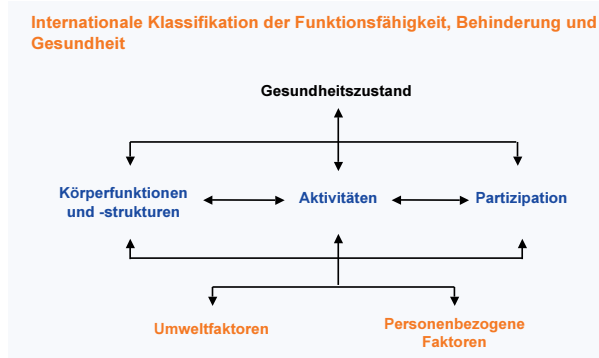 Internationale Klassifikation der Funktionsfähigkeit, Behinderung und
Gesundheit
Gesundheitszustand
Körperfunktionen
und -strukturen
Aktivitäten
Partizipation
Umweltfaktoren
Personenbezogene
Faktoren